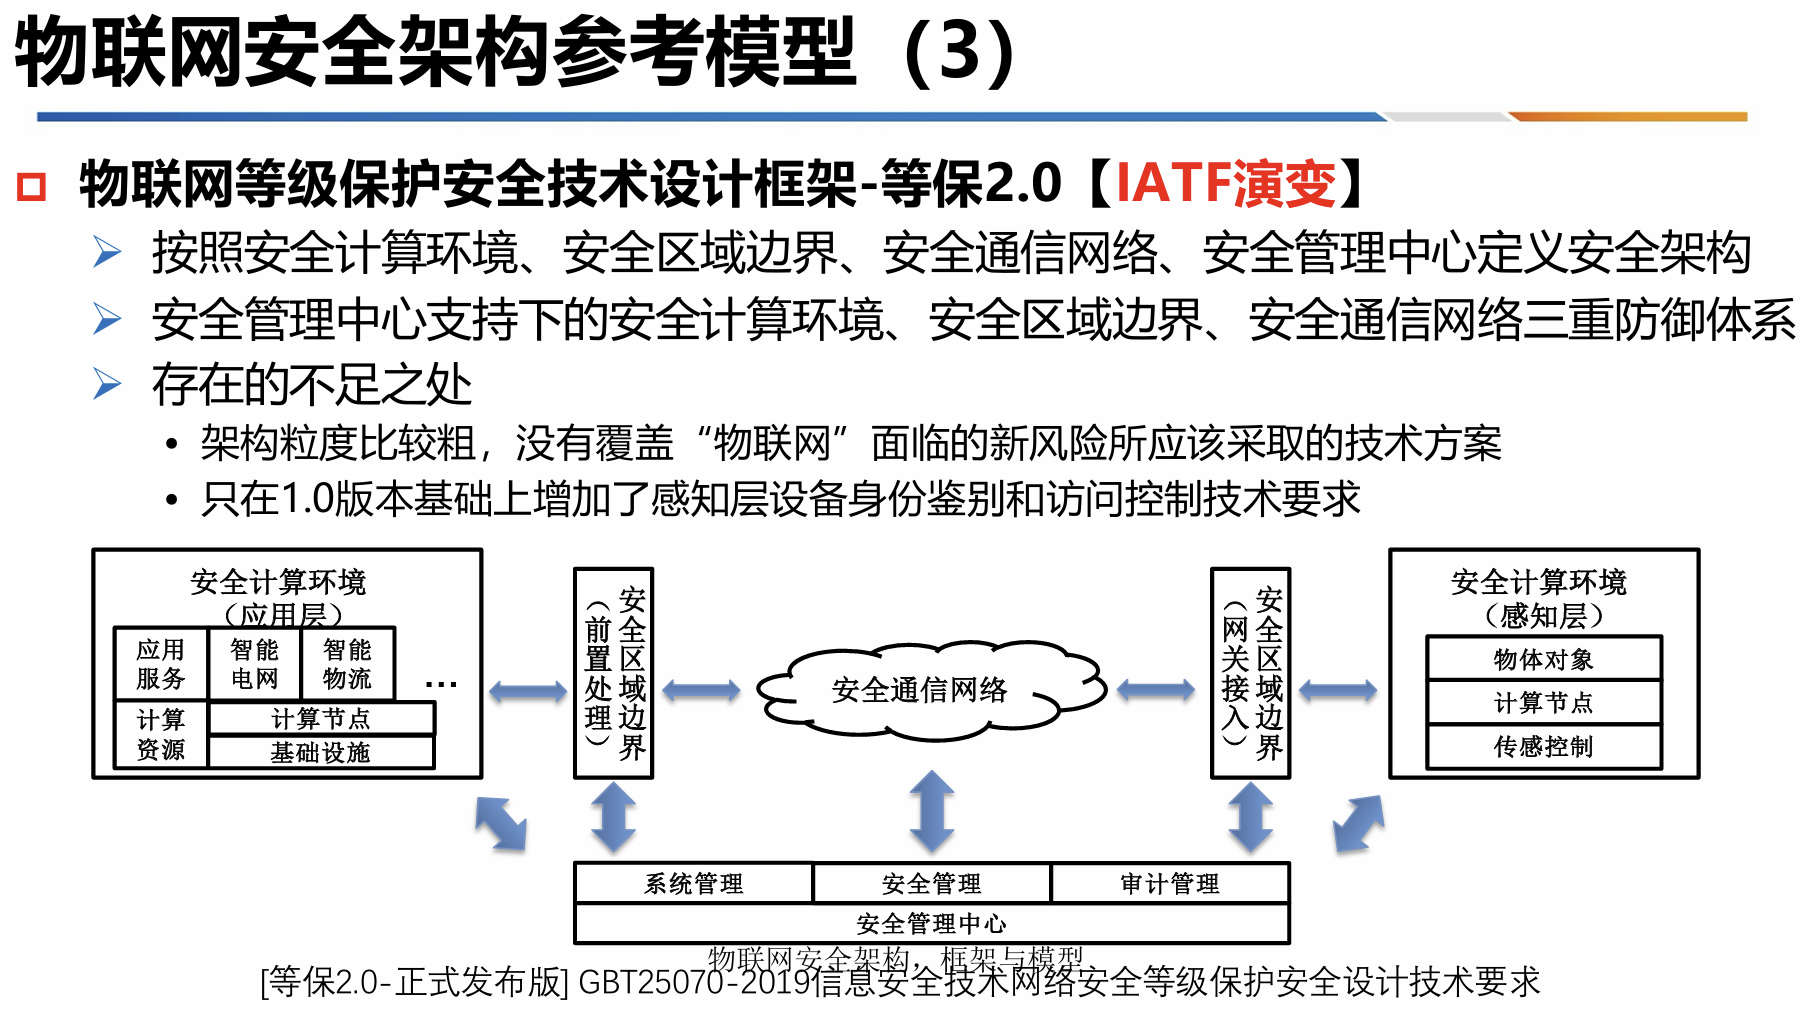 物联网安全架构参考模型（3）
物联网等级保护安全技术设计框架-等保2.0【IATF演变】
按照安全计算环境、安全区域边界、安全通信网络、安全管理中心定义安全架构
安全管理中心支持下的安全计算环境、安全区域边界、安全通信网络三重防御体系
存在的不足之处
• 架构粒度比较粗，没有覆盖“物联网”面临的新风险所应该采取的技术方案
• 只在1.0版本基础上增加了感知层设备身份鉴别和访问控制技术要求
安全计算环境
（应用层）
应用
服务
智能
电网
智能
物流
...
计算
资源
计算节点
基础设施
安全区域边界
（前置处理）
安全通信网络
安全区域边界
（网关接入）
安全计算环境
（感知层）
物体对象
计算节点
传感控制
系统管理
安全管理
审计管理
安全管理中心
物联网安全架构，框架与模型
[等保2.0-正式发布版] GBT25070-2019信息安全技术网络安全等级保护安全设计技术要求